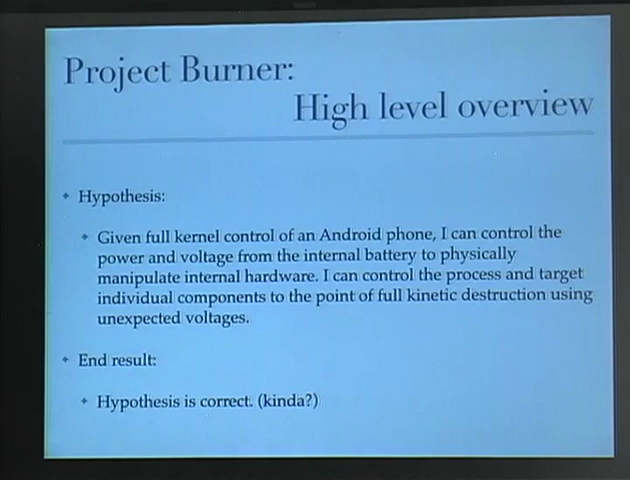 Project Burner:
High level overview
Hypothesis:
Given full kernel control of an Android phone, I can control the
power and voltage from the internal battery to physically
manipulate internal hardware. I can control the process and target
individual components to the point of full kinetic destruction using
unexpected voltages.
End result:
Hypothesis is correct. (kinda?)